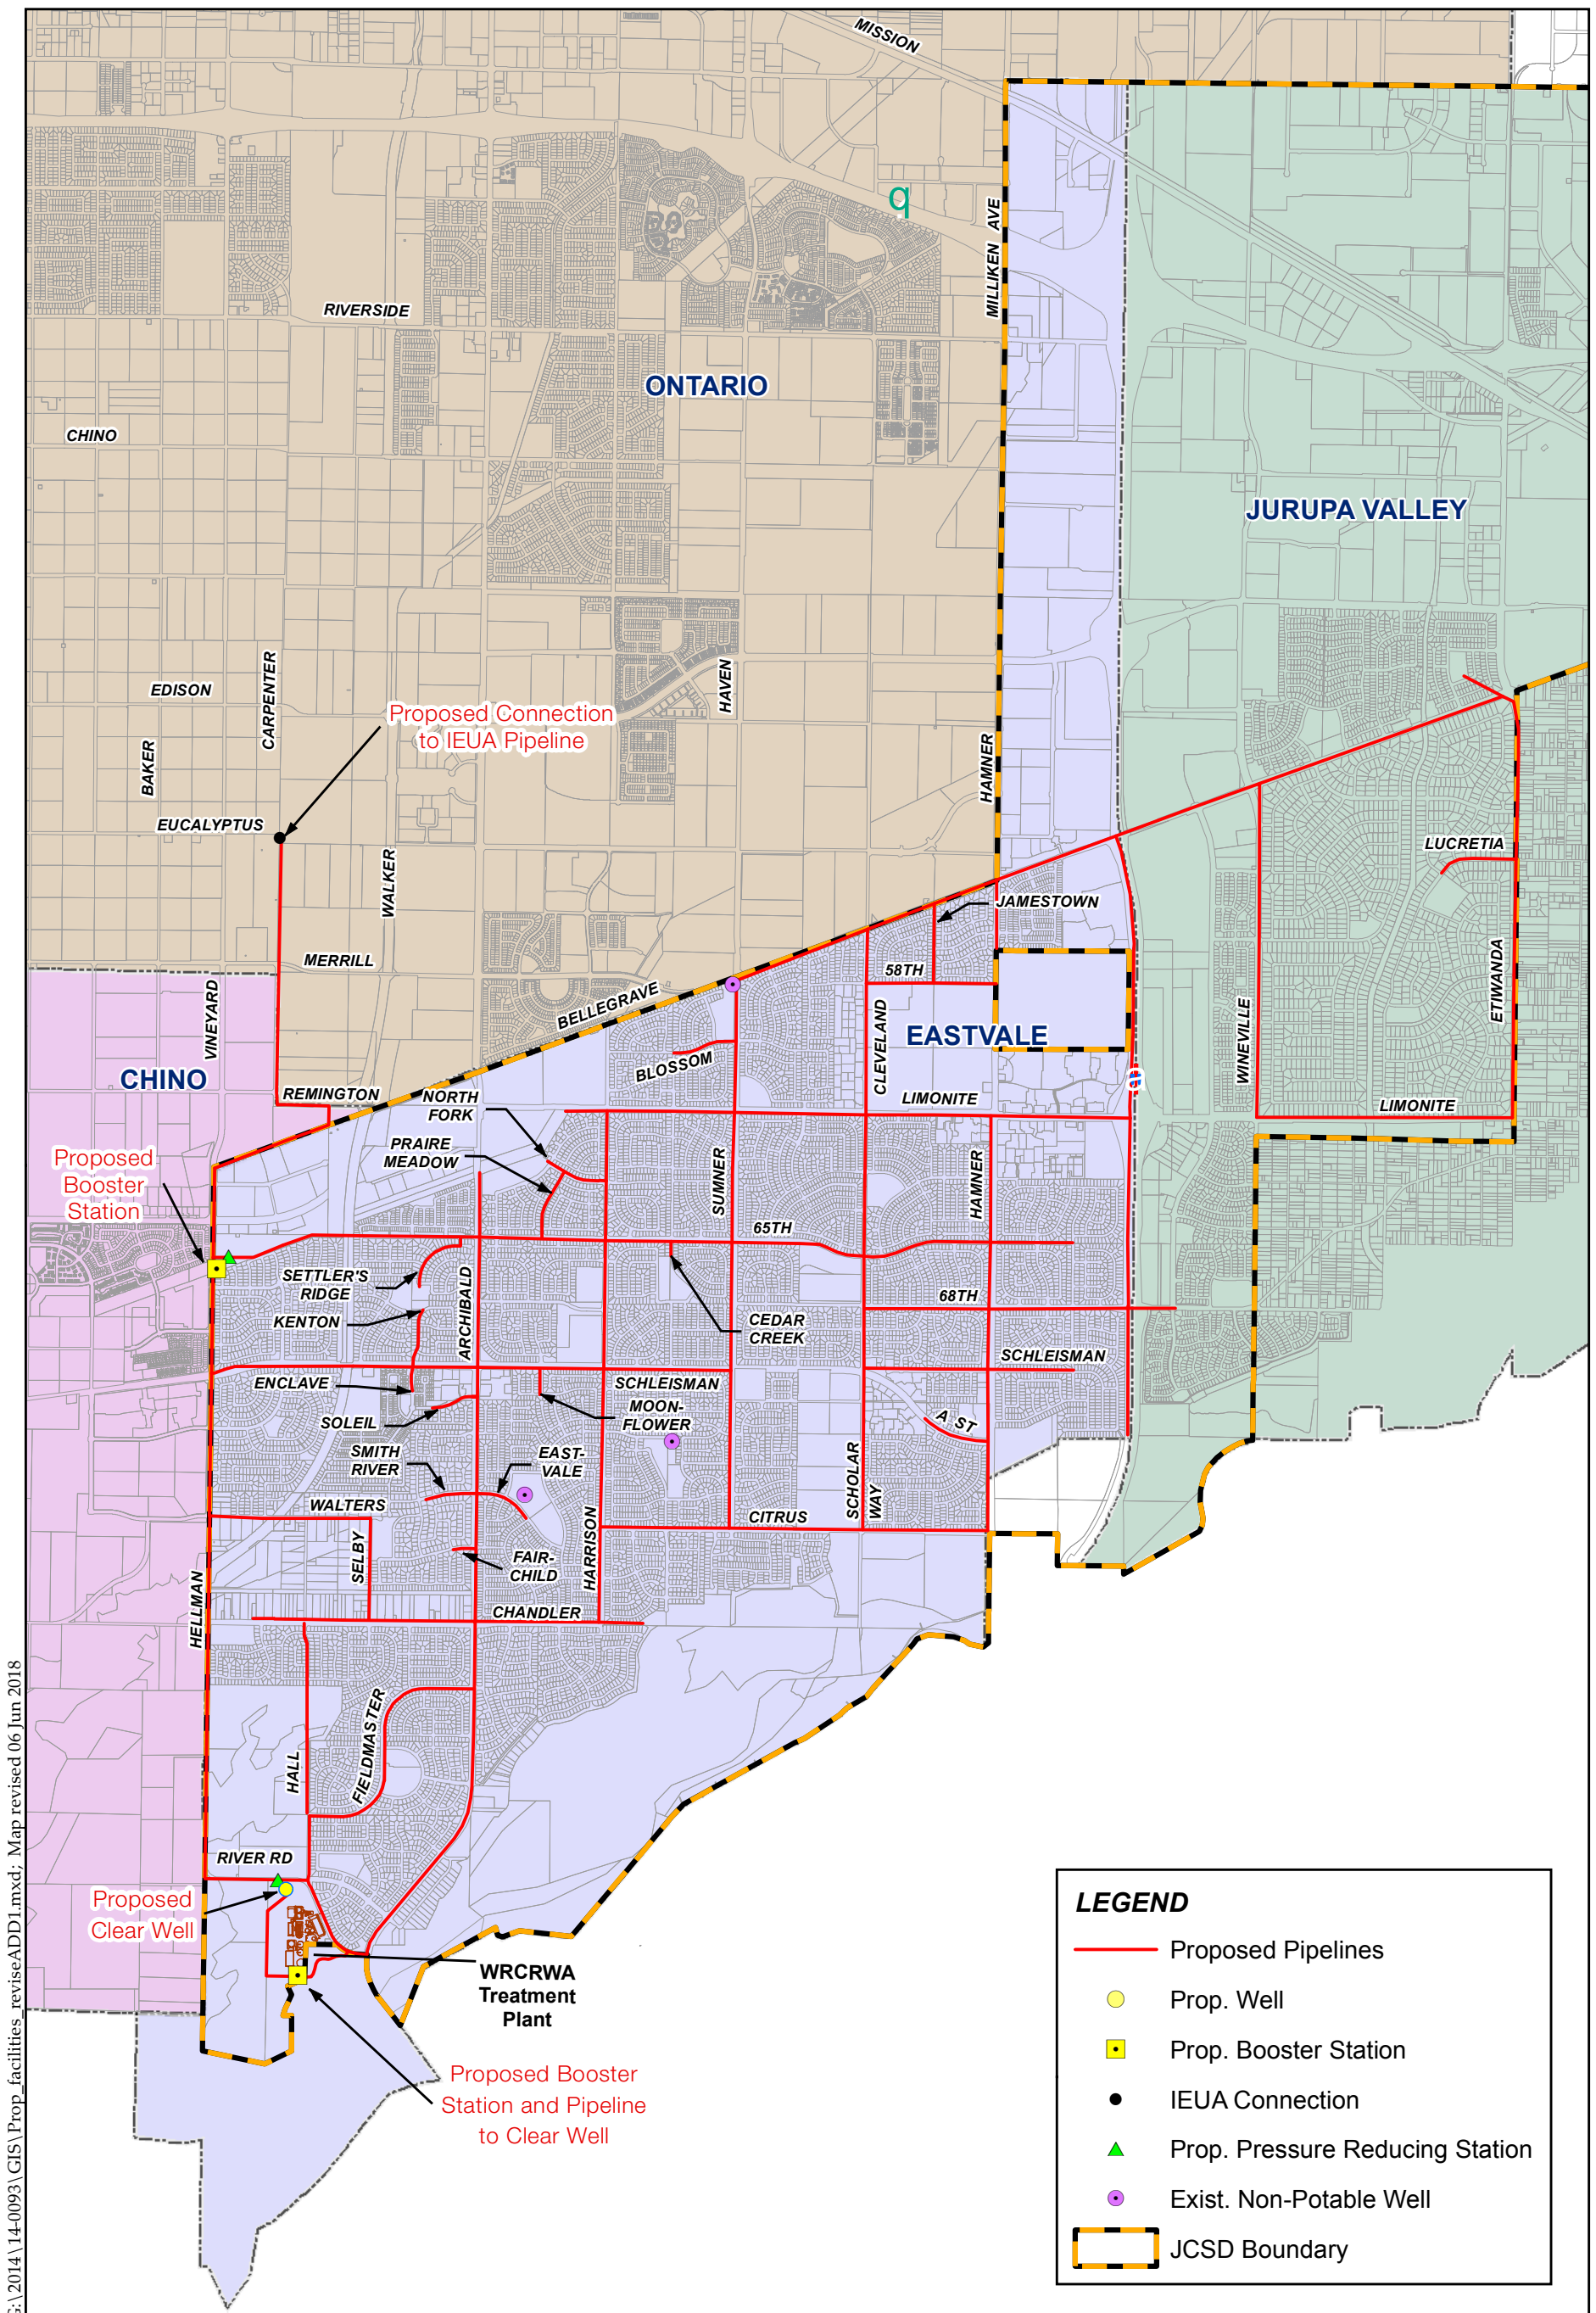 MISSION
q
MILLIKEN AVE
RIVERSIDE
ONTARIO
CHINO
JURUPA VALLEY
EDISON
CARPENTER
HAVEN
Proposed Connection
to IEUA Pipeline
BAKER
HAMNER
EUCALYPTUS
WALKER
LUCRETIA
JAMESTOWN
MERRILL
58TH
VINEYARD
BELLEGRAVE
CLEVELAND
EASTVALE
WINEVILLE
ETIWANDA
CHINO
BLOSSOM
a
REMINGTON
NORTH
FORK
LIMONITE
LIMONITE
PRAIRE
MEADOW
Proposed
Booster
Station
SUMNER
HAMNER
65TH
SETTLER'S
RIDGE
68TH
KENTON
ARCHIBALD
CEDAR
CREEK
SCHLEISMAN
ENCLAVE
SCHLEISMAN
SOLEIL
MOON-
FLOWER
A ST
SMITH
RIVER
EAST-
VALE
SCHOLAR
WAY
WALTERS
CITRUS
SELBY
HARRISON
FAIR-
CHILD
HELLMAN
CHANDLER
FIELDMASTER
HALL
RIVER RD
Proposed
Clear Well
WRCRWA
Treatment
Plant
Proposed Booster
Station and Pipeline
to Clear Well
LEGEND
Proposed Pipelines
Prop. Well
Prop. Booster Station
IEUA Connection
Prop. Pressure Reducing Station
Exist. Non-Potable Well
JCSD Boundary
G:\2014\14-0093\GIS\Prop_facilities_reviseADD1.mxd; Map revised 06 Jun 2018